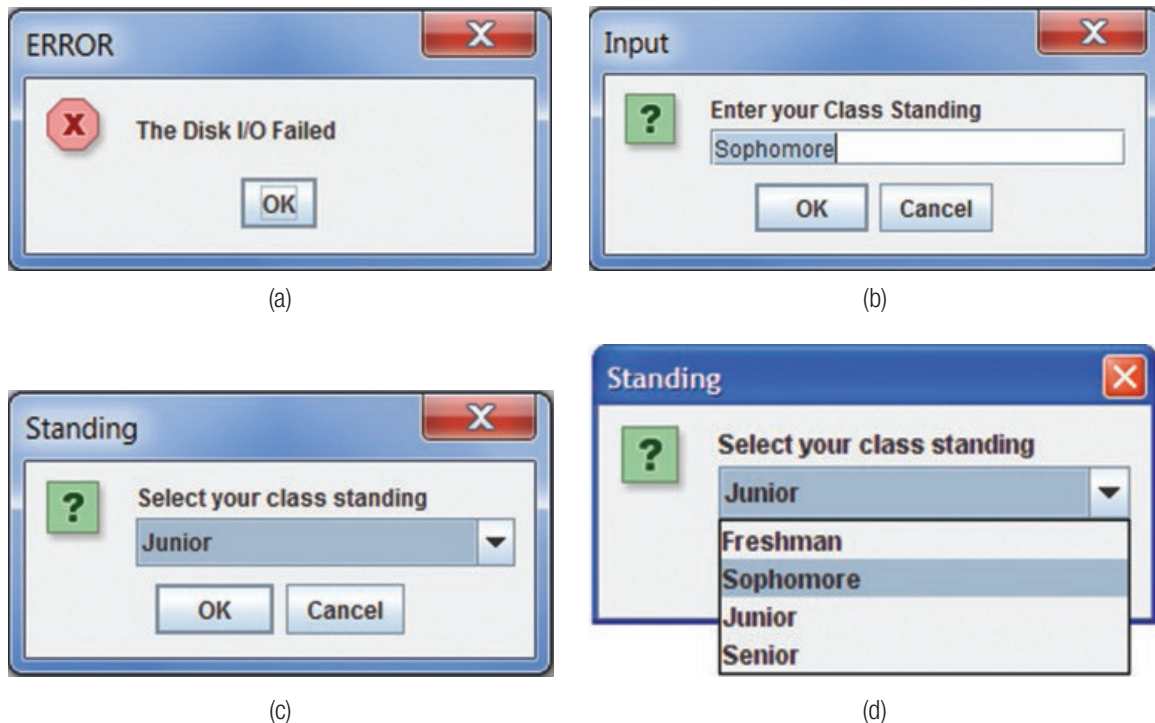 ERROR
X
X
The Disk I/O Failed
OK
(a)
Input
X
?
Enter your Class Standing
Sophomore
OK
Cancel
(b)
Standing
X
?
Select your class standing
Junior
OK
Cancel
(c)
Standing
X
?
Select your class standing
Junior
Freshman
Sophomore
Junior
Senior
(d)